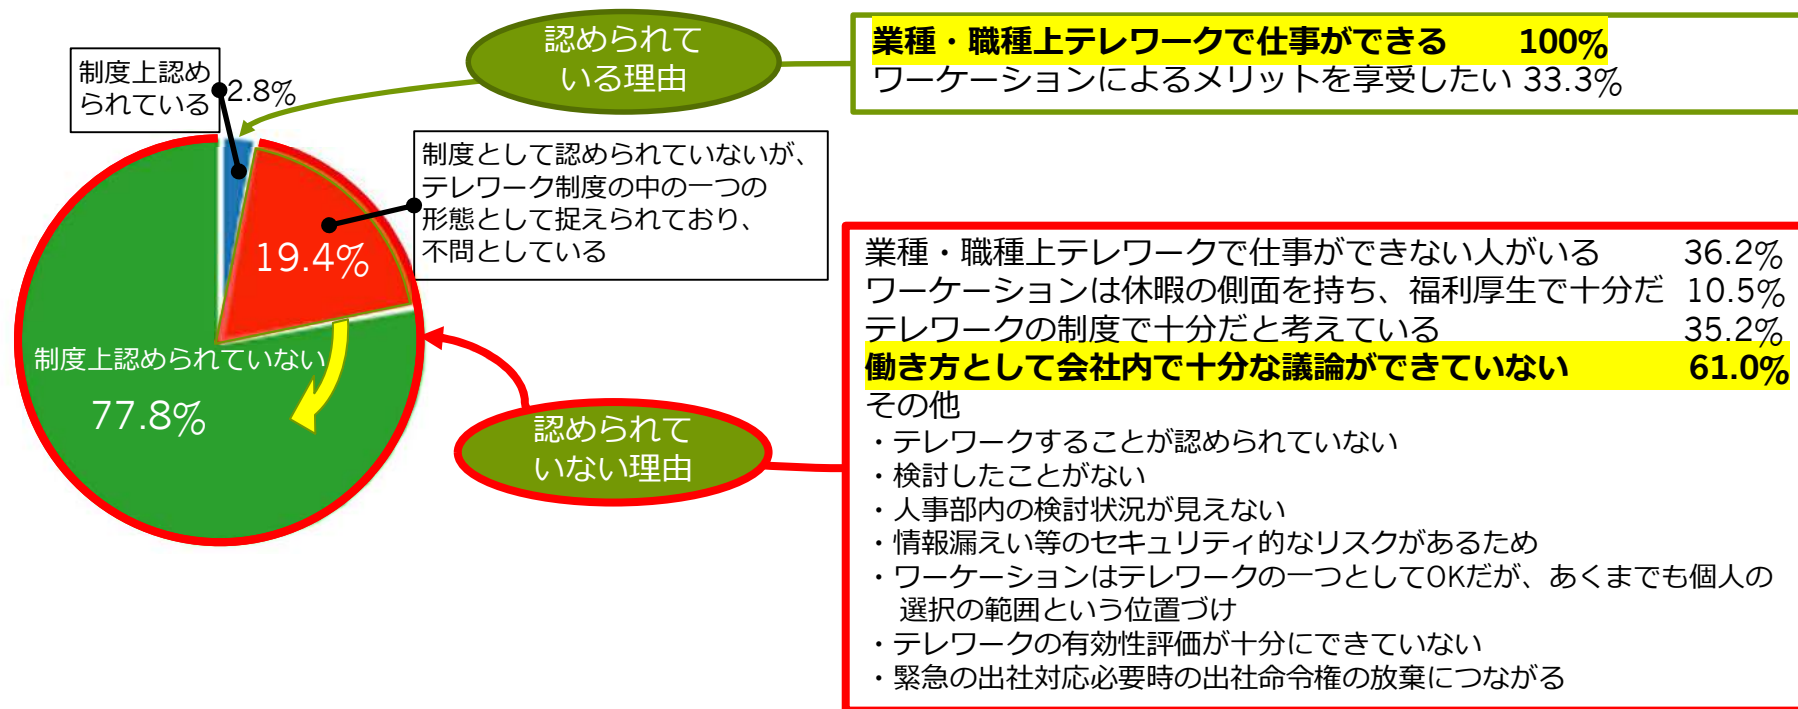 認められて
いる理由
業種・職種上テレワークで仕事ができる 100%
ワーケーションによるメリットを享受したい 33.3%
制度上認め
られている
2.8%
制度として認められていないが、
テレワーク制度の中の一つの
形態として捉えられており、
不問としている
19.4%
制度上認められていない
77.8%
認められて
いない理由
業種・職種上テレワークで仕事ができない人がいる 36.2%
ワーケーションは休暇の側面を持ち、福利厚生で十分だ 10.5%
テレワークの制度で十分だと考えている 35.2%
働き方として会社内で十分な議論ができていない 61.0%
その他
・テレワークすることが認められていない
・検討したことがない
・人事部内の検討状況が見えない
・情報漏えい等のセキュリティ的なリスクがあるため
・ワーケーションはテレワークの一つとしてOKだが、あくまでも個人の
選択の範囲という位置づけ
・テレワークの有効性評価が十分にできていない
・緊急の出社対応必要時の出社命令権の放棄につながる